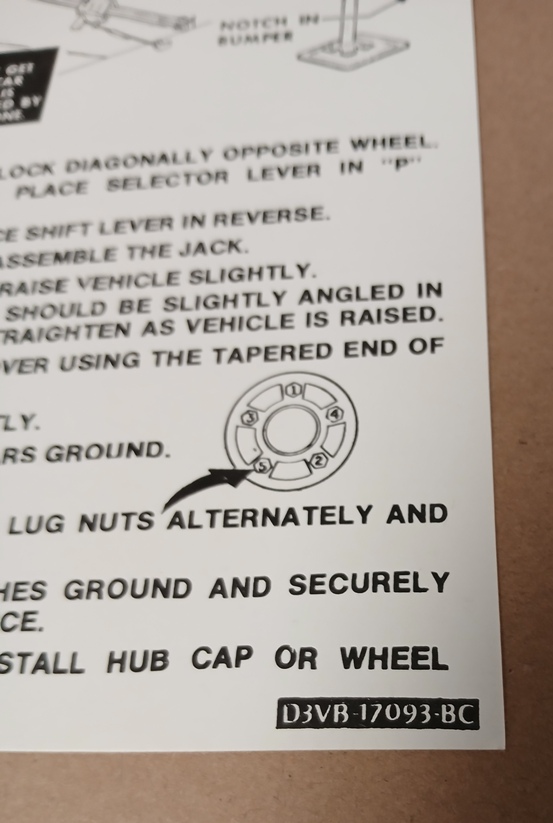 NOTCH IN
BUMPER
GET
CAR
IS
BY
LOCK DIAGONALLY OPPOSITE WHEEL.
PLACE SELECTOR LEVER IN "P"
CE SHIFT LEVER IN REVERSE.
ASSEMBLE THE JACK.
RAISE VEHICLE SLIGHTLY.
SHOULD BE SLIGHTLY ANGLED IN
TRAIGHTEN AS VEHICLE IS RAISED.
VER USING THE TAPERED END OF
1
3 4
TLY.
RS GROUND.
5 2
LUG NUTS ALTERNATELY AND
HES GROUND AND SECURELY
CE.
STALL HUB CAP OR WHEEL
D3VB-17093-BC